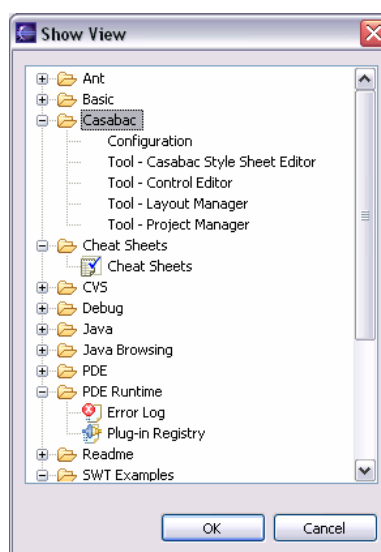 Show View
Ant
Basic
Casabac
Configuration
Tool - Casabac Style Sheet Editor
Tool - Control Editor
Tool - Layout Manager
Tool - Project Manager
Cheat Sheets
Cheat Sheets
CVS
Debug
Java
Java Browsing
PDE
PDE Runtime
Error Log
Plug-in Registry
Readme
SWT Examples
OK Cancel